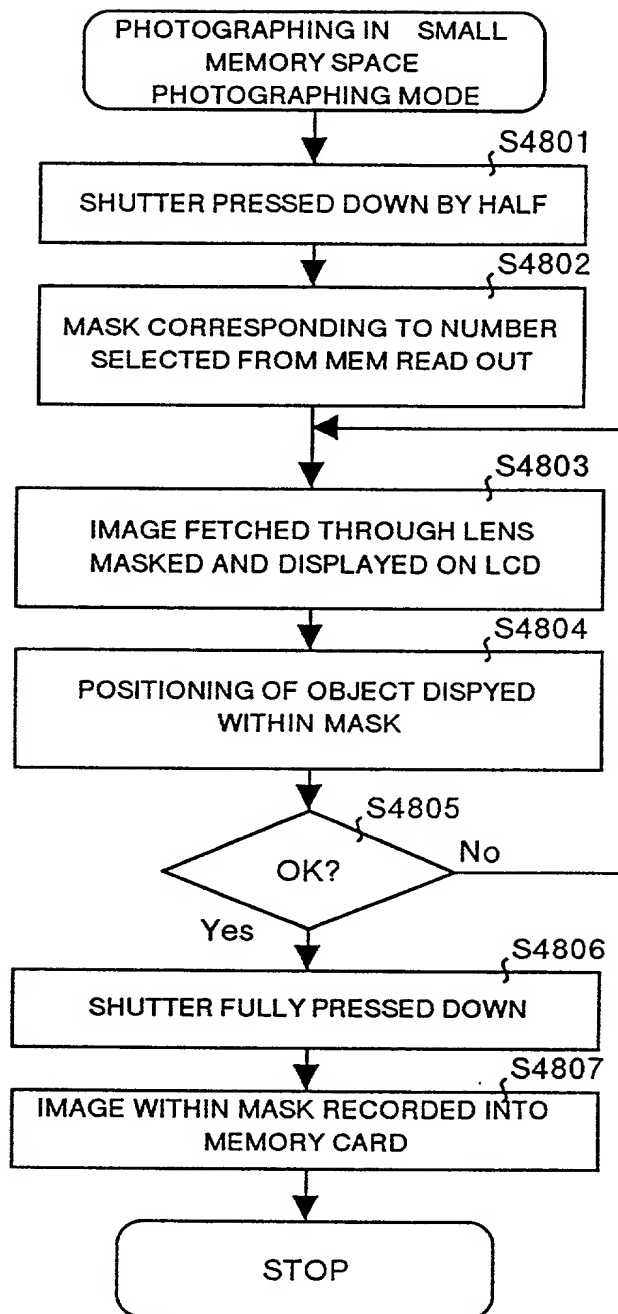 PHOTOGRAPHING IN SMALL
MEMORY SPACE
PHOTOGRAPHING MODE
S4801
SHUTTER PRESSED DOWN BY HALF
S4802
MASK CORRESPONDING TO NUMBER
SELECTED FROM MEM READ OUT
S4803
IMAGE FETCHED THROUGH LENS
MASKED AND DISPLAYED ON LCD
S4804
POSITIONING OF OBJECT DISPYED
WITHIN MASK
S4805
OK?
No
Yes
S4806
SHUTTER FULLY PRESSED DOWN
S4807
IMAGE WITHIN MASK RECORDED INTO
MEMORY CARD
STOP